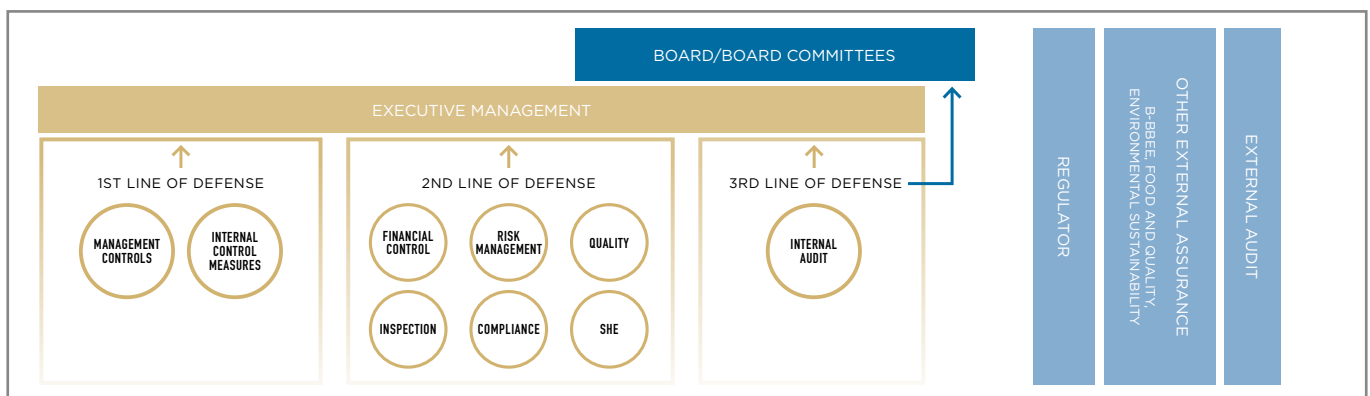 BOARD/BOARD COMMITTEES
EXECUTIVE MANAGEMENT
1ST LINE OF DEFENSE
MANAGEMENT
CONTROLS
INTERNAL
CONTROL
MEASURES
2ND LINE OF DEFENSE
FINANCIAL
CONTROL
RISK
MANAGEMENT
QUALITY
INSPECTION
COMPLIANCE
SHE
3RD LINE OF DEFENSE
INTERNAL
AUDIT
REGULATOR
OTHER EXTERNAL ASSURANCE
B-BBEE, FOOD AND QUALITY,
ENVIRONMENTAL SUSTAINABILITY
EXTERNAL AUDIT